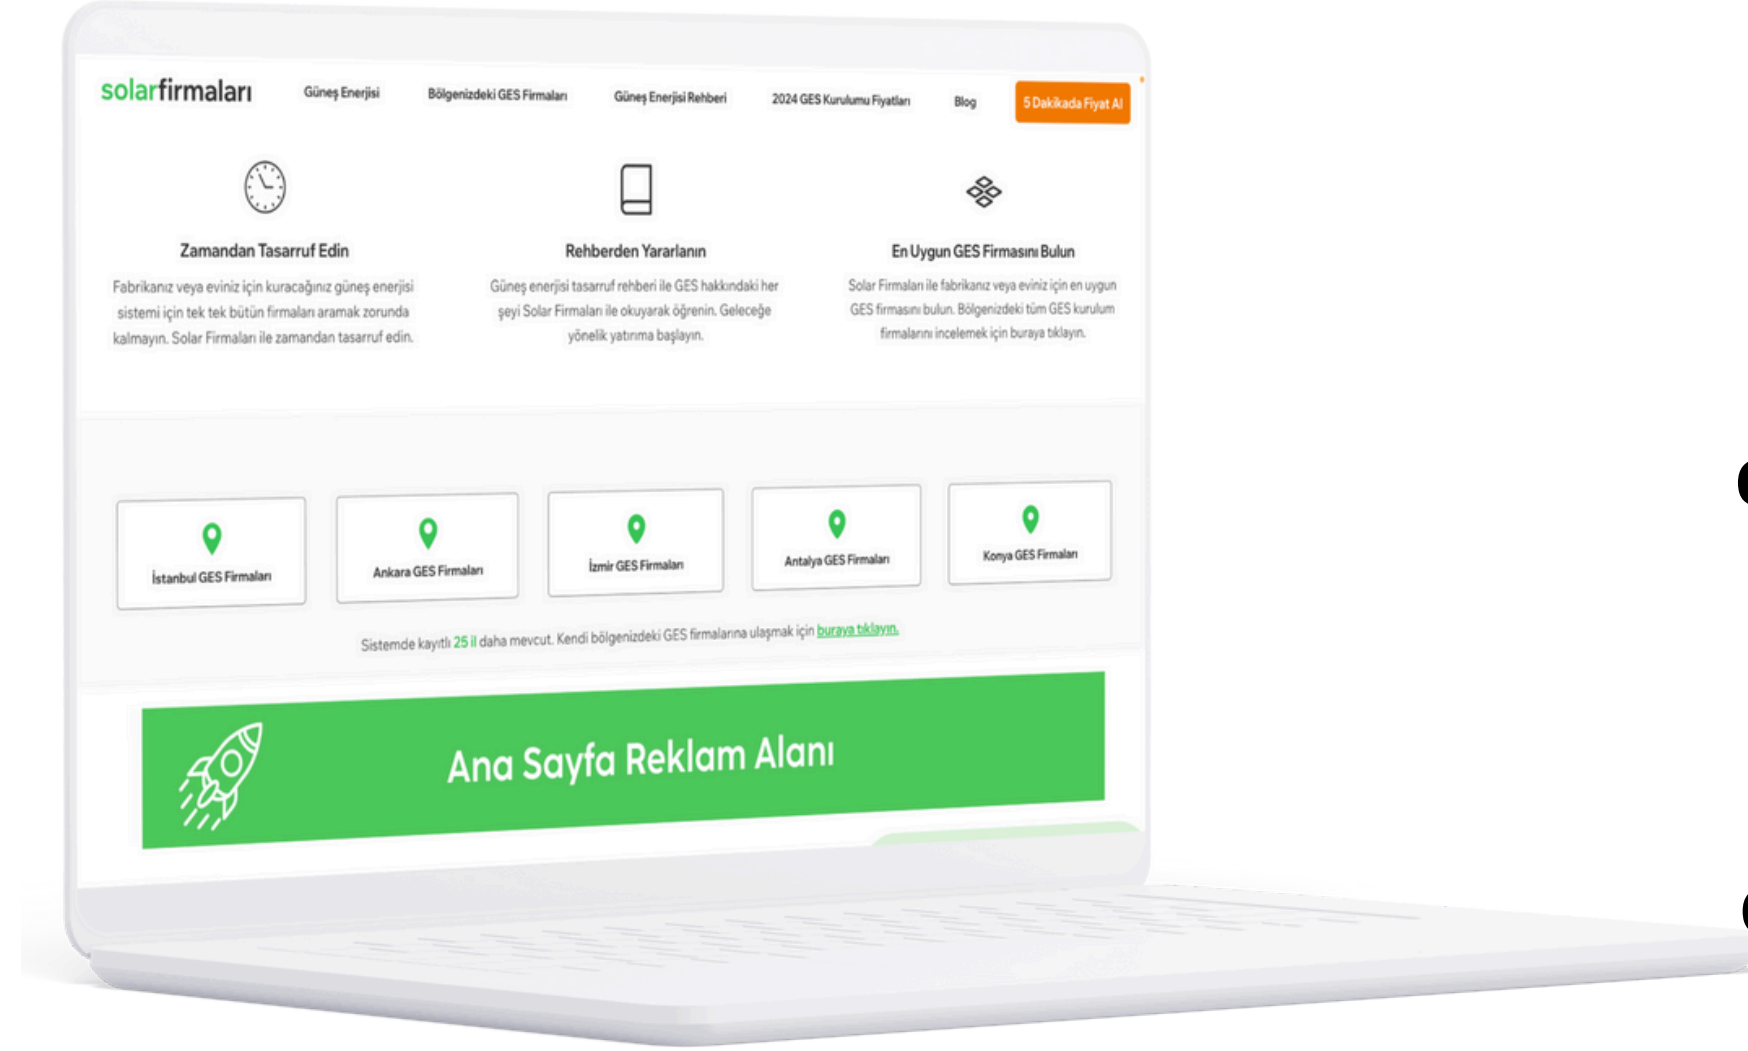 solarfirmaları
Güneş Enerjisi
Bölgenizdeki GES Firmaları
Güneş Enerjisi Rehberi
2024 GES Kurulumu Fiyatları
Blog
5 Dakikada Fiyat Al
Zamandan Tasarruf Edin
Fabrikanız veya eviniz için kuracağınız güneş enerjisi
sistemi için tek tek bütün firmaları aramak zorunda
kalmayın. Solar Firmaları ile zamandan tasarruf edin.
Rehberden Yararlanın
Güneş enerjisi tasarruf rehberi ile GES hakkındaki her
şeyi Solar Firmaları ile okuyarak öğrenin. Geleceğe
yönelik yatırıma başlayın.
En Uygun GES Firmasını Bulun
Solar Firmaları ile fabrikanız veya eviniz için en uygun
GES firmasını bulun. Bölgenizdeki tüm GES kurulum
firmalarını incelemek için buraya tıklayın.
İstanbul GES Firmaları
Ankara GES Firmaları
İzmir GES Firmaları
Antalya GES Firmaları
Konya GES Firmaları
Sistemde kayıtlı 25 il daha mevcut. Kendi bölgenizdeki GES firmalarına ulaşmak için buraya tıklayın.
Ana Sayfa Reklam Alanı